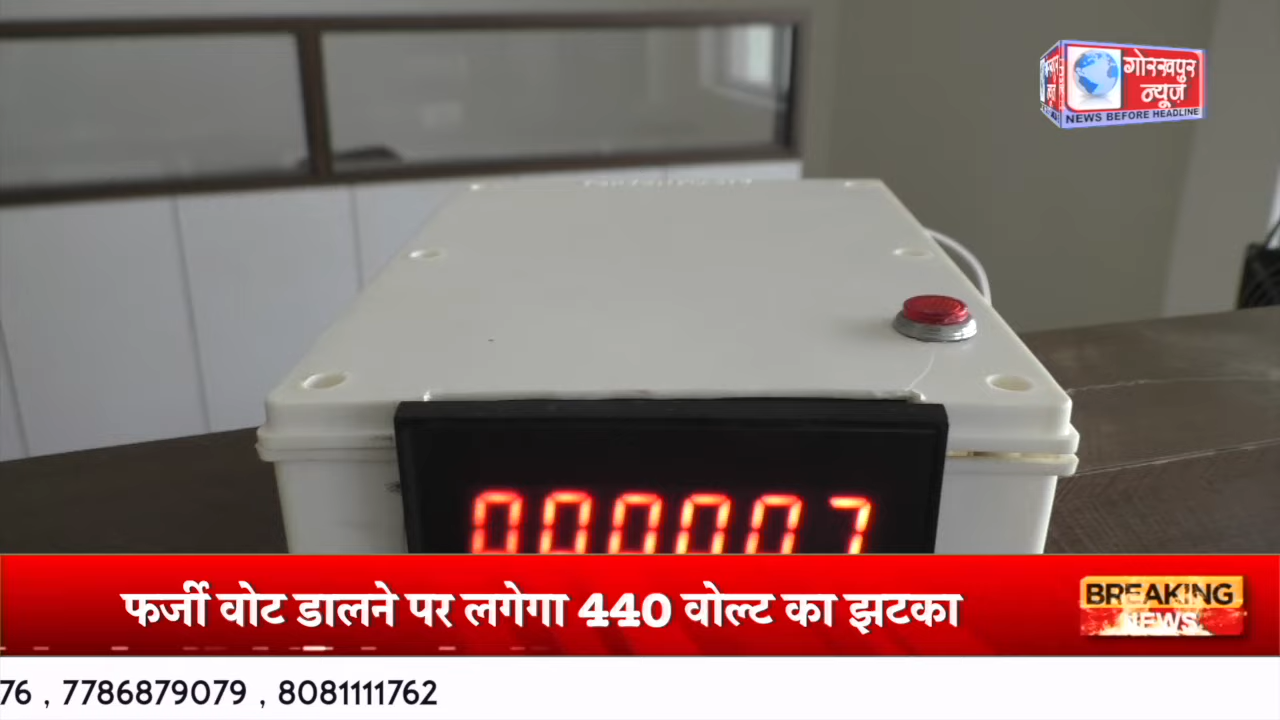 गोरखपुर
न्यूज़
NEWS BEFORE HEADLINE
000007
फर्जी वोट डालने पर लगेगा 440 वोल्ट का झटका
BREAKING
NEWS
76 , 7786879079 , 8081111762